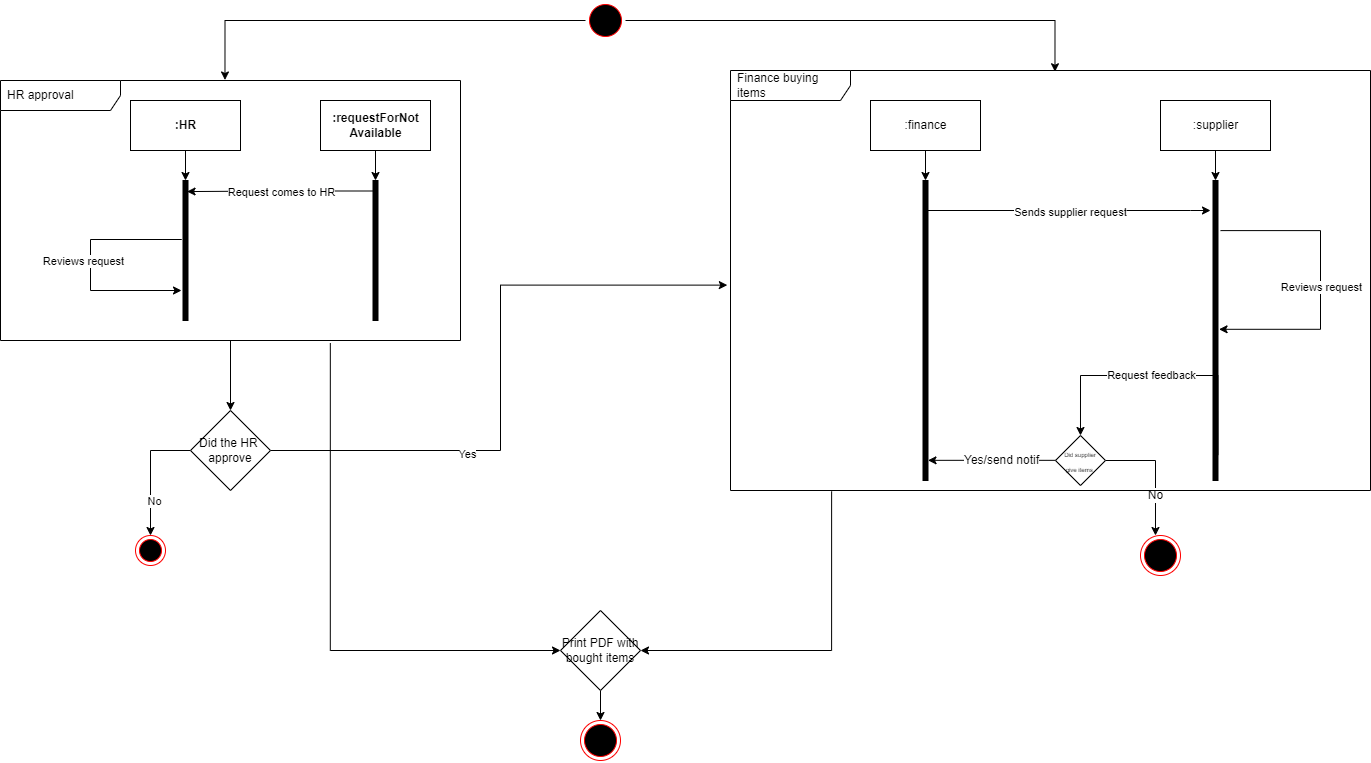 HR approval
:HR
:requestForNot
Available
Request comes to HR
Reviews request
Finance buying
items
:finance
:supplier
Sends supplier request
Reviews request
Request feedback
Did supplier
give items
Yes/send notif
No
Did the HR
approve
Yes
No
Print PDF with
bought items